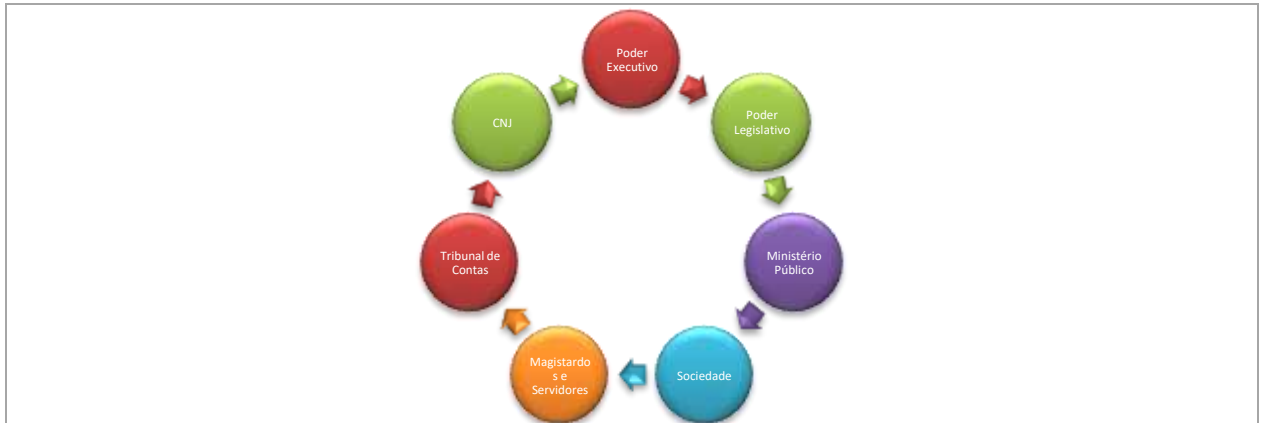 Poder
Executivo
Poder
Legislativo
Ministério
Público
Sociedade
Magistardo
s e
Servidores
Tribunal de
Contas
CNJ